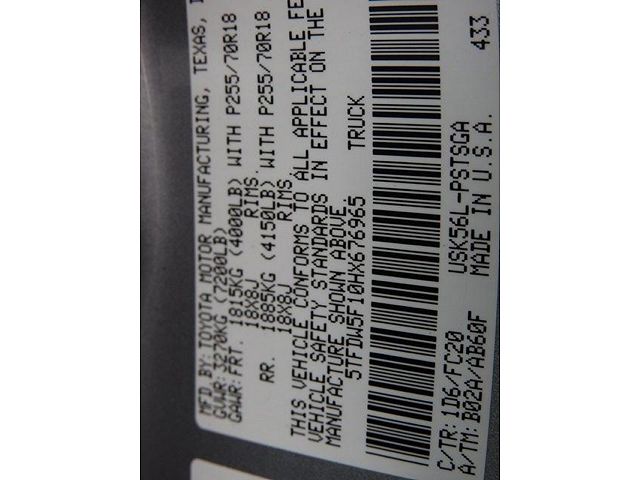 MFD.BY:TOYOTA MOTOR MANUFACTURING, TEXAS,
GVWR:3270KG(7200LB)
GAWR:FRT. 1815KG(4000LB) WITH P255/70R18
18X8J RIMS.
RR. 1885KG(4150LB) WITH P255/70R18
18X8J RIMS.
THIS VEHICLE CONFORMS TO ALL APPLICABLE FE
VEHICLE SAFETY STANDARDS IN EFFECT ON THE
MANUFACTURE SHOWN ABOVE.
5TFDW5F10HX676965 TRUCK
C/TR: 1D6/FC20 USK56L-PSTSGA 433
A/TM: B02A/AB60F MADE IN U.S.A.